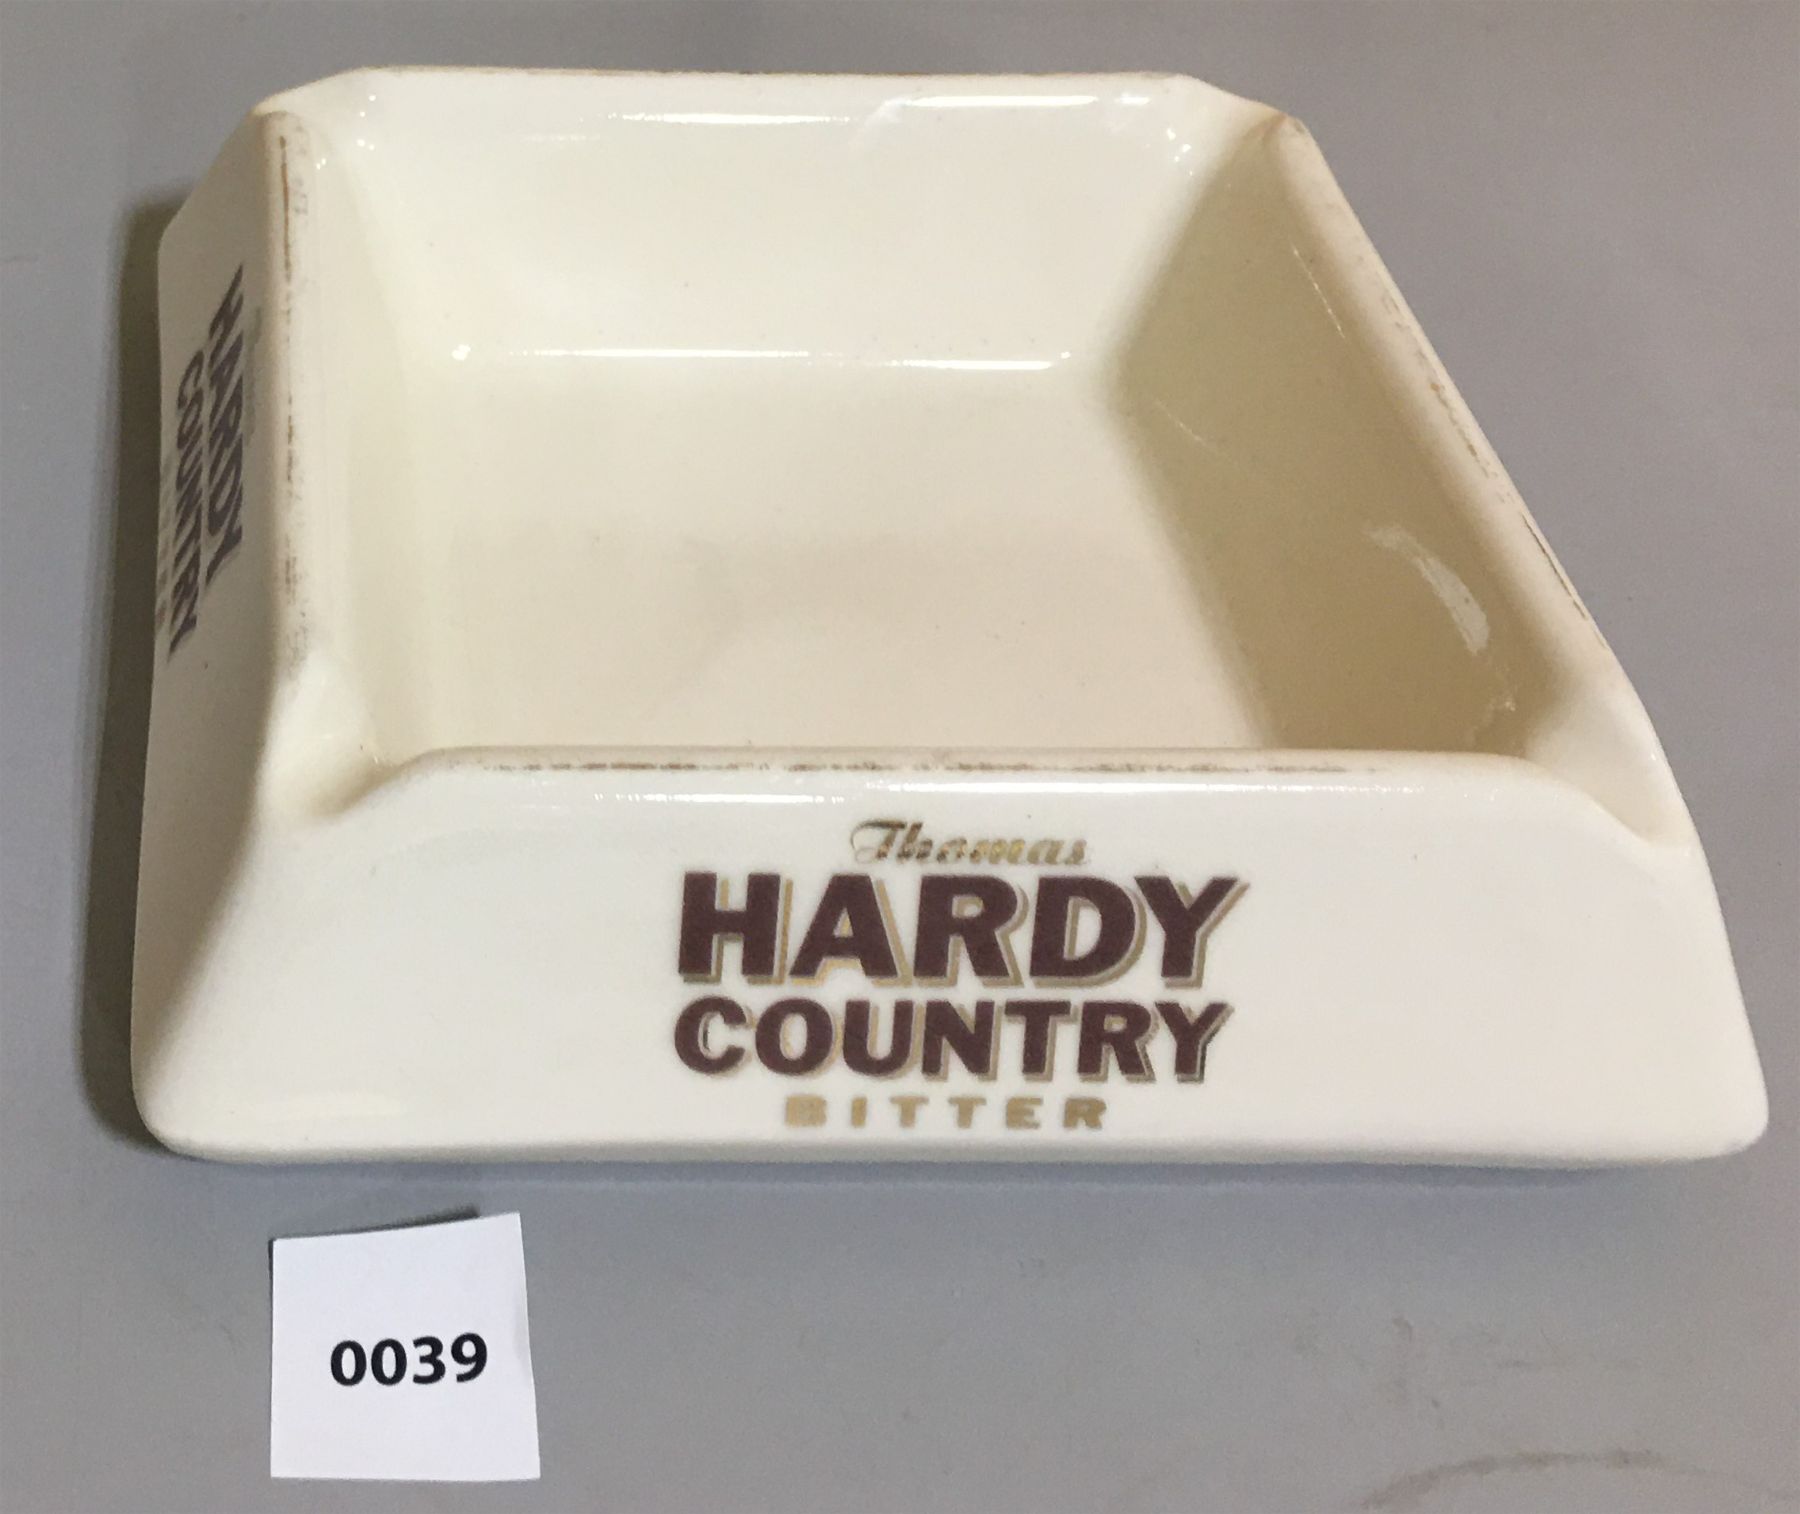 HARDY
COUNTRY
Thomas
HARDY
COUNTRY
BITTER
0039